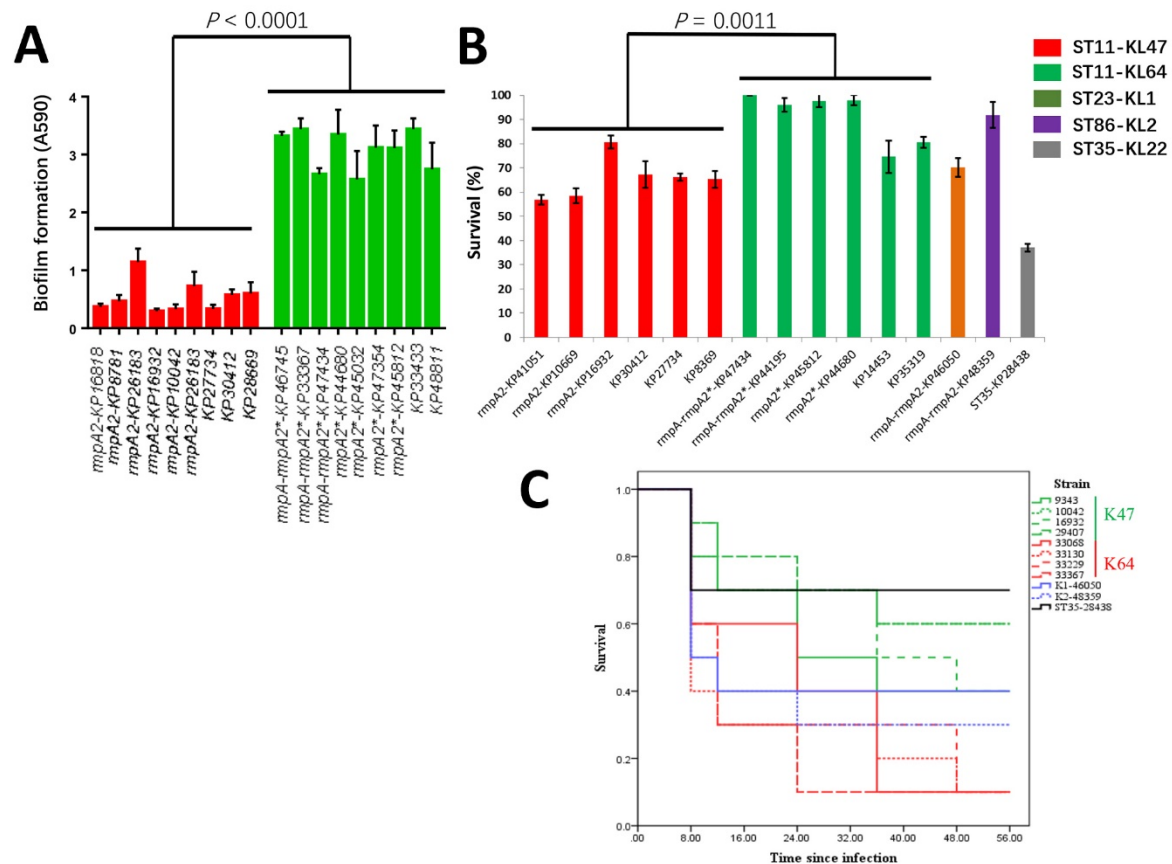 A
P < 0.0001
Biofilm formation (A590)
4
3
2
1
0
rmpA2-KP16818
rmpA2-KP8781
rmpA2-KP26183
rmpA2-KP16932
rmpA2-KP10042
rmpA2-KP26183
KP27734
KP30412
KP28669
rmpA-rmpA2*-KP46745
rmpA-rmpA2*-KP33367
rmpA-rmpA2*-KP47434
rmpA2*-KP44680
rmpA2*-KP45032
rmpA2*-KP47354
rmpA2*-KP45812
KP33433
KP48811
B
P = 0.0011
Survival (%)
100
90
80
70
60
50
40
30
20
10
0
rmpA2-KP41051
rmpA2-KP10669
rmpA2-KP16932
KP30412
KP27734
KP8369
rmpA-rmpA2*-KP47434
rmpA-rmpA2*-KP44195
rmpA2*-KP45812
rmpA2*-KP44680
KP14453
KP35319
rmpA-rmpA2-KP46050
rmpA-rmpA2-KP48359
ST35-KP28438
ST11-KL47
ST11-KL64
ST23-KL1
ST86-KL2
ST35-KL22
C
Survival
1.0
0.8
0.6
0.4
0.2
0.0
.00 8.00 16.00 24.00 32.00 40.00 48.00 56.00
Time since infection
Strain
9343
10042
16932
29407
K47
33068
33130
33229
33367
K64
K1-46050
K2-48359
ST35-28438